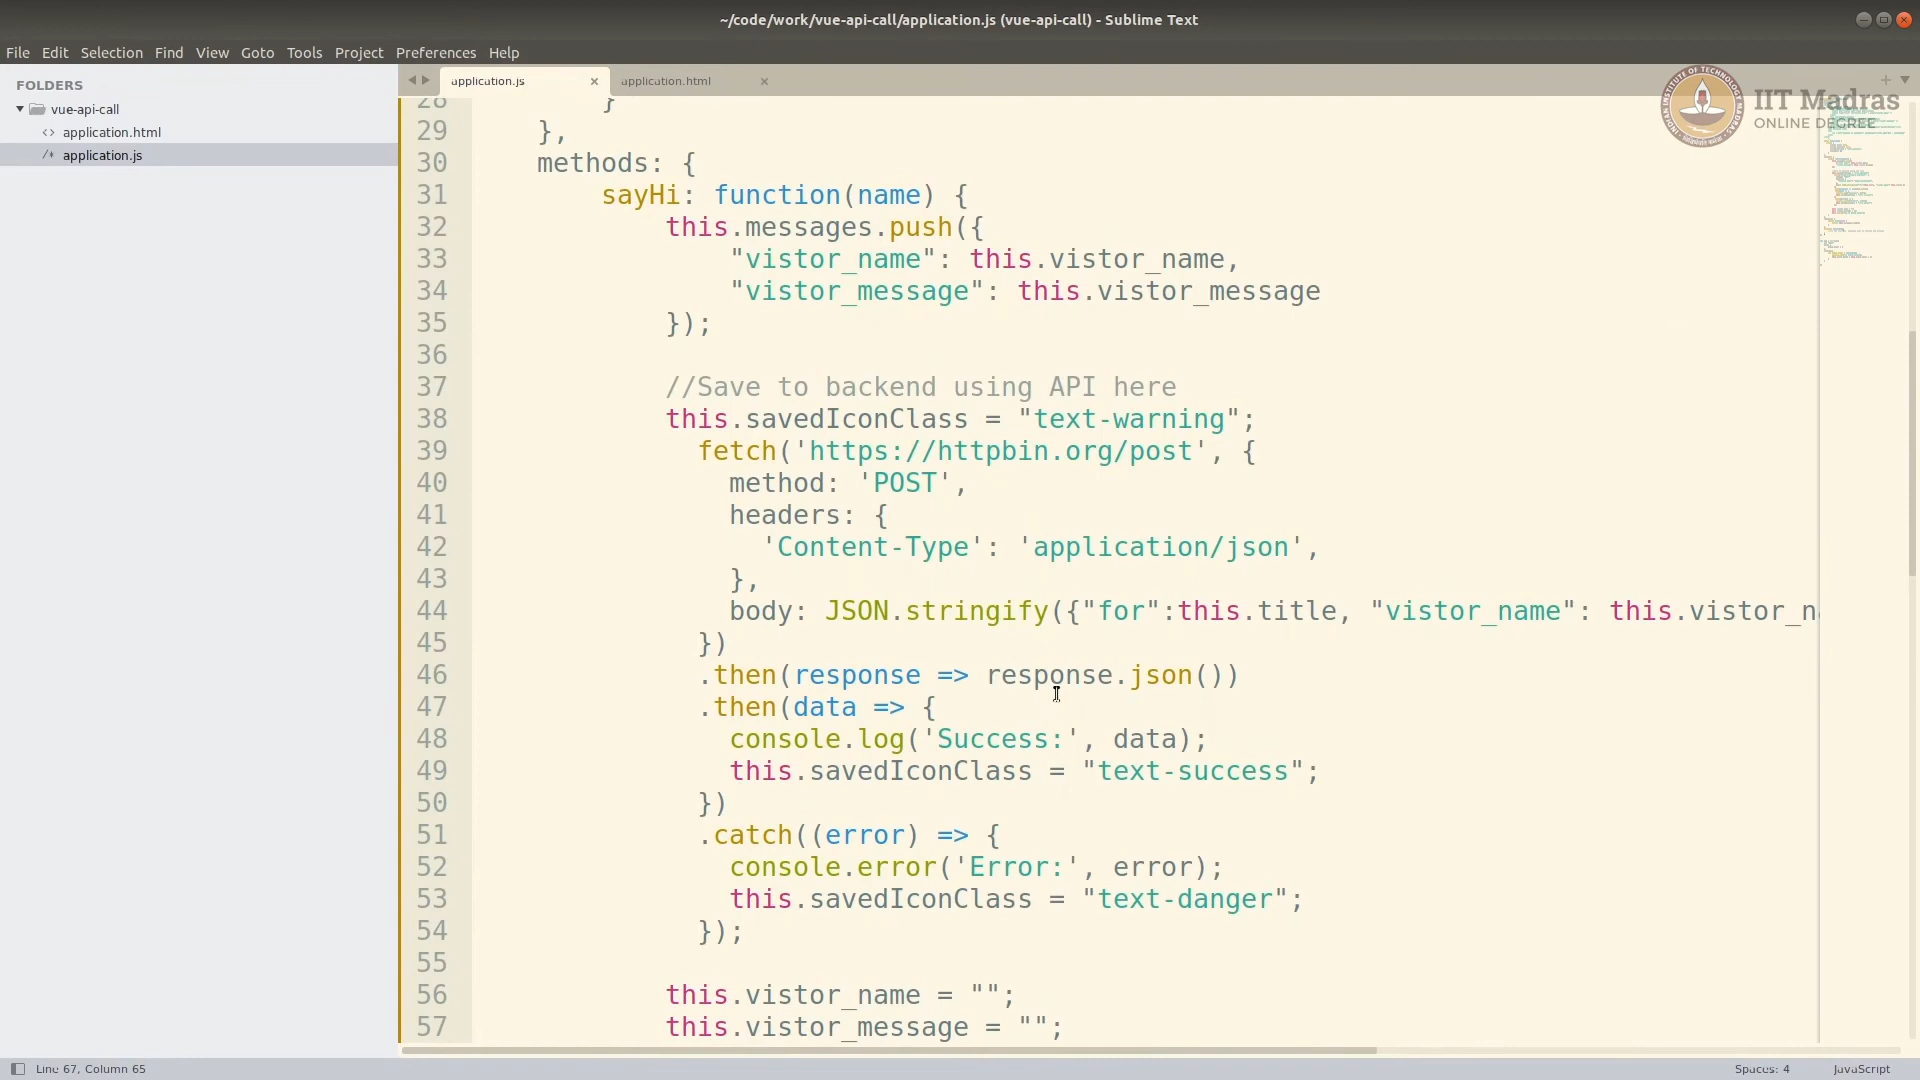 ~/code/work/vue-api-call/application.js (vue-api-call) - Sublime Text
File Edit Selection Find View Goto Tools Project Preferences Help
FOLDERS
vue-api-call
<> application.html
/* application.js
application.js ×
application.html ×
IIT Madras
ONLINE DEGREE
28 }
29 },
30 methods: {
31 sayHi: function(name) {
32 this.messages.push({
33 "vistor_name": this.vistor_name,
34 "vistor_message": this.vistor_message
35 });
36
37 //Save to backend using API here
38 this.savedIconClass = "text-warning";
39 fetch('https://httpbin.org/post', {
40 method: 'POST',
41 headers: {
42 'Content-Type': 'application/json',
43 },
44 body: JSON.stringify({"for":this.title, "vistor_name": this.vistor_n
45 })
46 .then(response => response.json())
47 .then(data => {
48 console.log('Success:', data);
49 this.savedIconClass = "text-success";
50 })
51 .catch((error) => {
52 console.error('Error:', error);
53 this.savedIconClass = "text-danger";
54 });
55
56 this.vistor_name = "";
57 this.vistor_message = "";
Line 67, Column 65
Spaces: 4
JavaScript